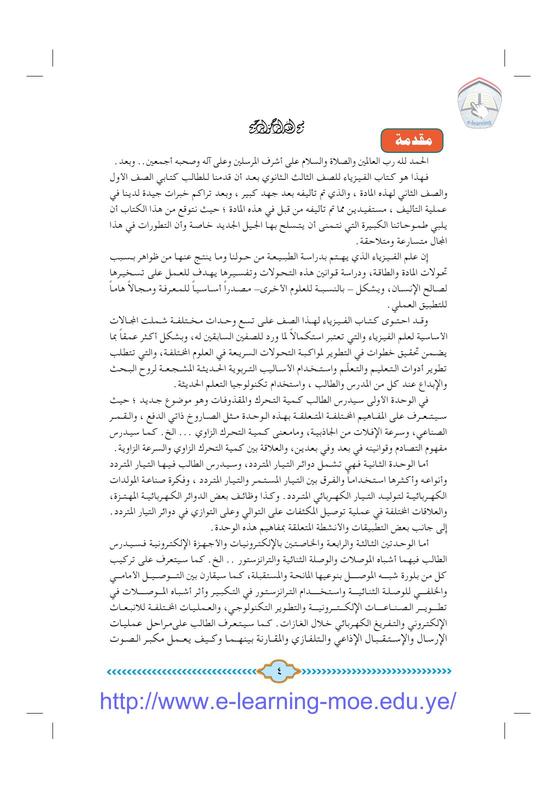 e-learning
مقدمة
الحمد لله رب العالمين والصلاة والسلام على أشرف المرسلين وعلى آله وصحبه أجمعين.. وبعد .
فهذا هو كتاب الفيزياء للصف الثالث الثانوي بعد أن قدمنا للطالب كتابي الصف الأول
والصف الثاني لهذه المادة ، والذي تم تأليفه بعد جهد كبير ، وبعد تراكم خبرات جيدة لدينا في
عملية التأليف ، مستفيدين مما تم تأليفه من قبل في هذه المادة ؛ حيث نتوقع من هذا الكتاب أن
يلبي طموحاتنا الكبيرة التي نتمنى أن يتسلح بها الجيل الجديد خاصة وأن التطورات في هذا
المجال متسارعة ومتلاحقة.
إن علم الفيزياء الذي يهتم بدراسة الطبيعة من حولنا وما ينتج عنها من ظواهر بسبب
تحولات المادة والطاقة، ودراسة قوانين هذه التحولات وتفسيرها يهدف للعمل على تسخيرها
لصالح الإنسان، ويشكل – بالنسبة للعلوم الأخرى– مصدراً أساسياً للمعرفة ومجالاً هاماً
للتطبيق العملي.
وقد احتوى كتاب الفيزياء لهذا الصف على تسع وحدات مختلفة شملت المجالات
الأساسية لعلم الفيزياء والتي تعتبر استكمالاً لما ورد للصفين السابقين له، وبشكل أكثر عمقاً بما
يضمن تحقيق خطوات في التطوير لمواكبة التحولات السريعة في العلوم المختلفة، والتي تتطلب
تطوير أدوات التعليم والتعلم واستخدام الأساليب التربوية الحديثة المشجعة لروح البحث
والإبداع عند كل من المدرس والطالب ، واستخدام تكنولوجيا التعلم الحديثة.
في الوحدة الأولى سيدرس الطالب كمية التحرك والمقذوفات وهو موضوع جديد ؛ حيث
سيتعرف على المفاهيم المختلفة المتعلقة بهذه الوحدة مثل الصاروخ ذاتي الدفع ، والقمر
الصناعي، وسرعة الإفلات من الجاذبية، ومامعنى كمية التحرك الزاوي ... الخ. كما سيدرس
مفهوم التصادم وقوانينه في بعد وفي بعدين، والعلاقة بين كمية التحرك الزاوي والسرعة الزاوية.
أما الوحدة الثانية فهي تشمل دوائر التيار المتردد، وسيدرس الطالب فيها التيار المتردد
وأنواعه وأكثرها استخداماً والفرق بين التيار المستمر والتيار المتردد ، وفكرة صناعة المولدات
الكهربائية لتوليد التيار الكهربائي المتردد. وكذا وظائف بعض الدوائر الكهربائية المهتزة،
والعلاقات المختلفة في عملية توصيل المكثفات على التوالي وعلى التوازي في دوائر التيار المتردد.
إلى جانب بعض التطبيقات والأنشطة المتعلقة بمفاهيم هذه الوحدة.
أما الوحدتين الثالثة والرابعة والخاصتين بالإلكترونيات والأجهزة الإلكترونية فسيدرس
الطالب فيهما أشباه الموصلات والوصلة الثنائية والترانزستور .. الخ. كما سيتعرف على تركيب
كل من بلورة شبه الموصل بنوعيها المانحة والمستقبلة، كما سيقارن بين التوصيل الأمامي
والخلفي للوصلة الثنائية واستخدام الترانزستور في التكبير وأثر أشباه الموصلات في
تطوير الصناعات الإلكترونية والتطوير التكنولوجي، والعمليات المختلفة للانبعاث
الإلكتروني والتفريغ الكهربائي خلال الغازات. كما سيتعرف الطالب على مراحل عمليات
الإرسال والإستقبال الإذاعي والتلفازي والمقارنة بينهما وكيف يعمل مكبر الصوت
٤
http://www.e-learning-moe.edu.ye/